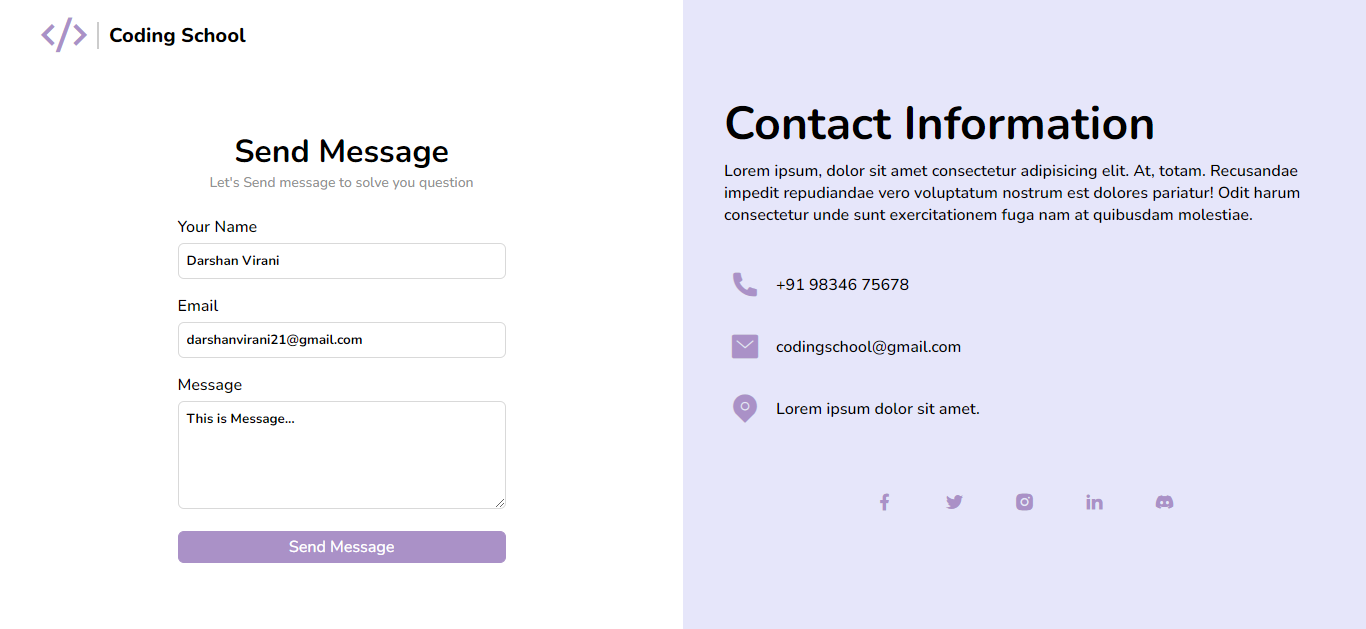 Coding School
Send Message
Let's Send message to solve you question
Your Name
Darshan Virani
Email
darshanvirani21@gmail.com
Message
This is Message...
Send Message
Contact Information
Lorem ipsum, dolor sit amet consectetur adipisicing elit. At, totam. Recusandae
impedit repudiandae vero voluptatum nostrum est dolores pariatur! Odit harum
consectetur unde sunt exercitationem fuga nam at quibusdam molestiae.
+91 98346 75678
codingschool@gmail.com
Lorem ipsum dolor sit amet.